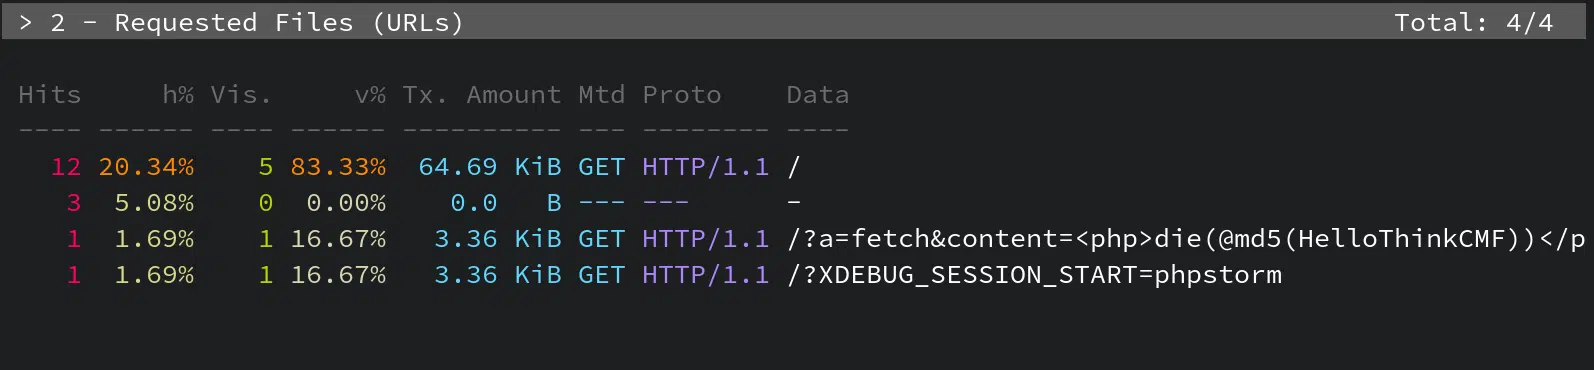 > 2 - Requested Files (URLs) Total: 4/4
Hits h% Vis. v% Tx. Amount Mtd Proto Data
---- ------ ---- ------ ---------- --- -------- ----
12 20.34% 5 83.33% 64.69 KiB GET HTTP/1.1 /
3 5.08% 0 0.00% 0.0 B --- --- -
1 1.69% 1 16.67% 3.36 KiB GET HTTP/1.1 /?a=fetch&content=<php>die(@md5(HelloThinkCMF))</p
1 1.69% 1 16.67% 3.36 KiB GET HTTP/1.1 /?XDEBUG_SESSION_START=phpstorm